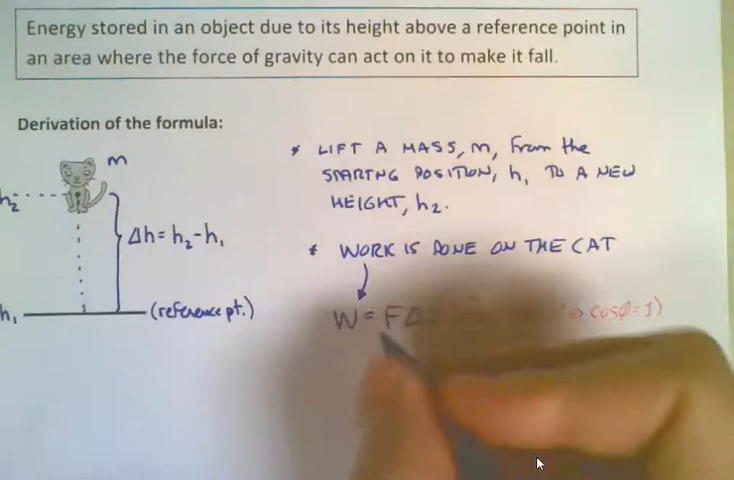 Energy stored in an object due to its height above a reference point in
an area where the force of gravity can act on it to make it fall.
Derivation of the formula:
m
h₂
Δh = h₂ - h₁
h₁
(reference pt.)
* LIFT A MASS, m, From the
STARTNG POSITION, h, TO A NEW
HEIGHT, h₂.
* WORK IS DONE ON THE CAT
W = FΔ
cosφ = 1)